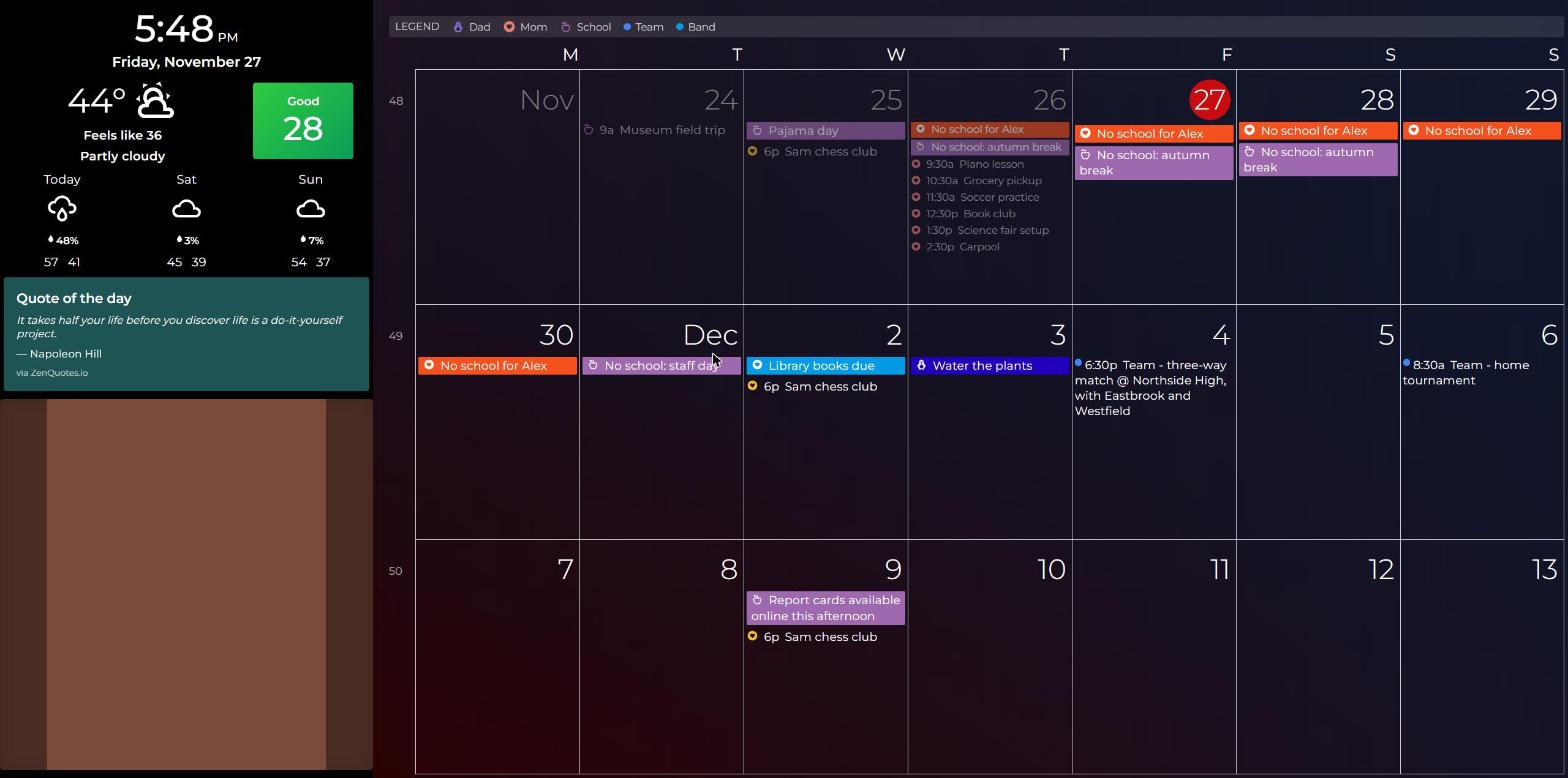 5:48 PM
Friday, November 27
44°
Feels like 36
Partly cloudy
Good
28
Today Sat Sun
48% 3% 7%
57 41 45 39 54 37
Quote of the day
It takes half your life before you discover life is a do-it-yourself
project.
— Napoleon Hill
via ZenQuotes.io
LEGEND Dad Mom School Team Band
M T W T F S S
48
Nov 24 25 26 27 28 29
9a Museum field trip
Pajama day
6p Sam chess club
No school for Alex
No school: autumn break
9:30a Piano lesson
10:30a Grocery pickup
11:30a Soccer practice
12:30p Book club
1:30p Science fair setup
2:30p Carpool
No school for Alex
No school: autumn
break
No school for Alex
No school: autumn
break
No school for Alex
49
30 Dec 2 3 4 5 6
No school for Alex
No school: staff day
Library books due
6p Sam chess club
Water the plants
6:30p Team - three-way
match @ Northside High,
with Eastbrook and
Westfield
8:30a Team - home
tournament
50
7 8 9 10 11 12 13
Report cards available
online this afternoon
6p Sam chess club